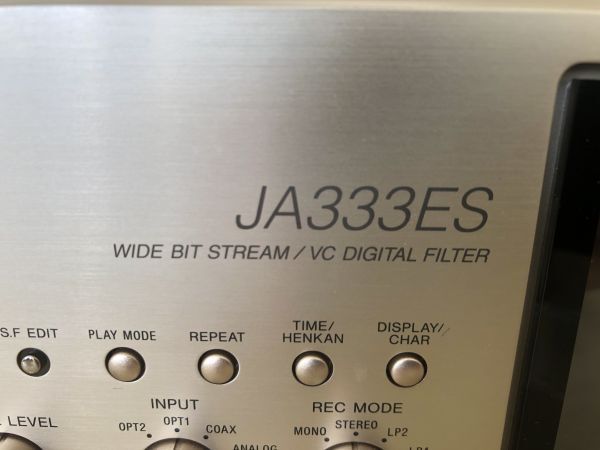 JA333ES
WIDE BIT STREAM / VC DIGITAL FILTER
S.F EDIT
PLAY MODE
REPEAT
TIME/
HENKAN
DISPLAY/
CHAR
LEVEL
INPUT
OPT2
OPT1
COAX
ANALOG
REC MODE
MONO
STEREO
LP2